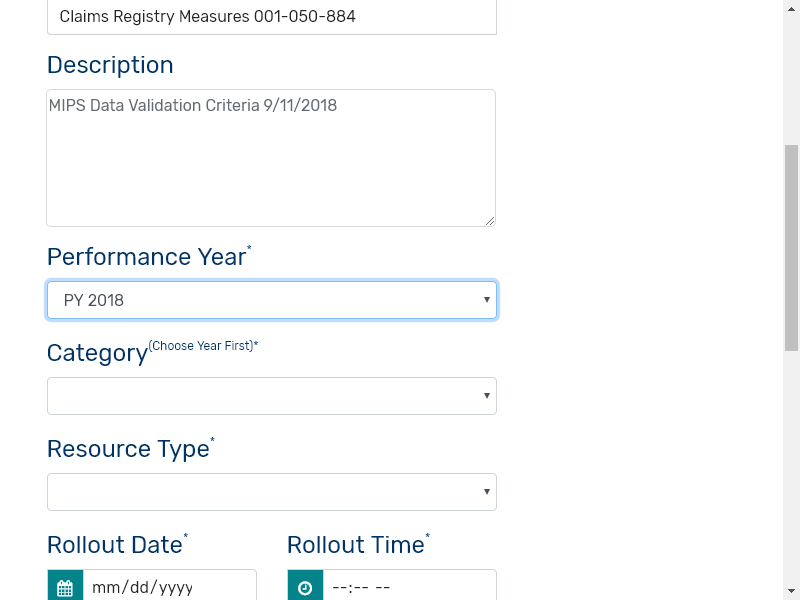 Claims Registry Measures 001-050-884
Description
MIPS Data Validation Criteria 9/11/2018
Performance Year*
PY 2018
Category(Choose Year First)*
Resource Type*
Rollout Date* Rollout Time*
mm/dd/yyyy --:-- --